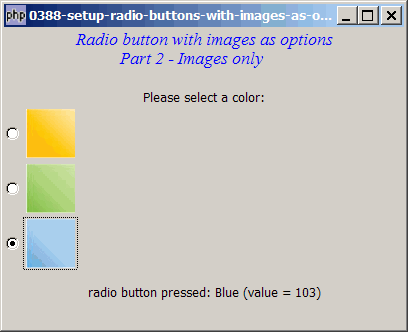 php 0388-setup-radio-buttons-with-images-as-o...
Radio button with images as options
Part 2 - Images only
Please select a color:
radio button pressed: Blue (value = 103)